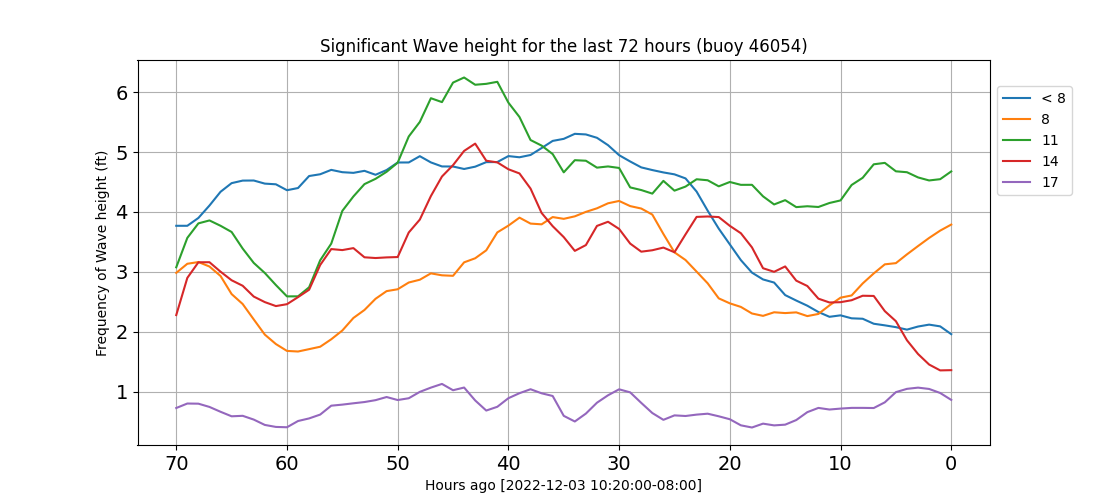 Significant Wave height for the last 72 hours (buoy 46054)
Frequency of Wave height (ft)
6
5
4
3
2
1
70 60 50 40 30 20 10 0
Hours ago [2022-12-03 10:20:00-08:00]
< 8
8
11
14
17